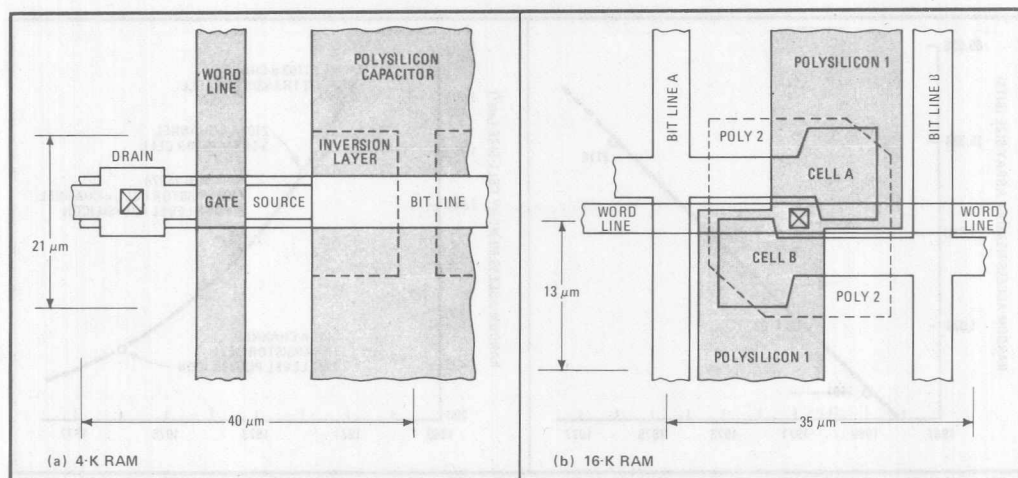 WORD
LINE
POLYSILICON
CAPACITOR
DRAIN
INVERSION
LAYER
GATE
SOURCE
BIT LINE
21 μm
40 μm
(a) 4-K RAM
BIT LINE A
POLYSILICON 1
BIT LINE B
POLY 2
CELL A
WORD
LINE
WORD
LINE
CELL B
13 μm
POLY 2
POLYSILICON 1
35 μm
(b) 16-K RAM